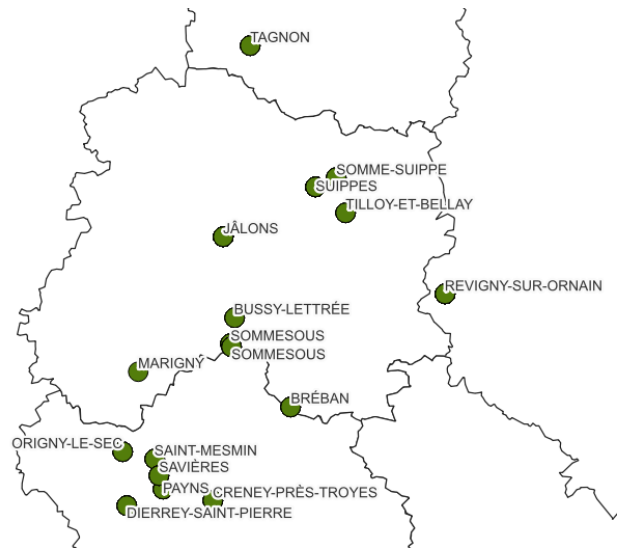 TAGNON
SOMME-SUIPPE
SUIPPES
TILLOY-ET-BELLAY
JÂLONS
REVIGNY-SUR-ORNAIN
BUSSY-LETTRÉE
SOMMESOUS
SOMMESOUS
MARIGNY
BRÉBAN
ORIGNY-LE-SEC
SAINT-MESMIN
SAVIÈRES
PAYNS
CRENEY-PRÈS-TROYES
DIERREY-SAINT-PIERRE